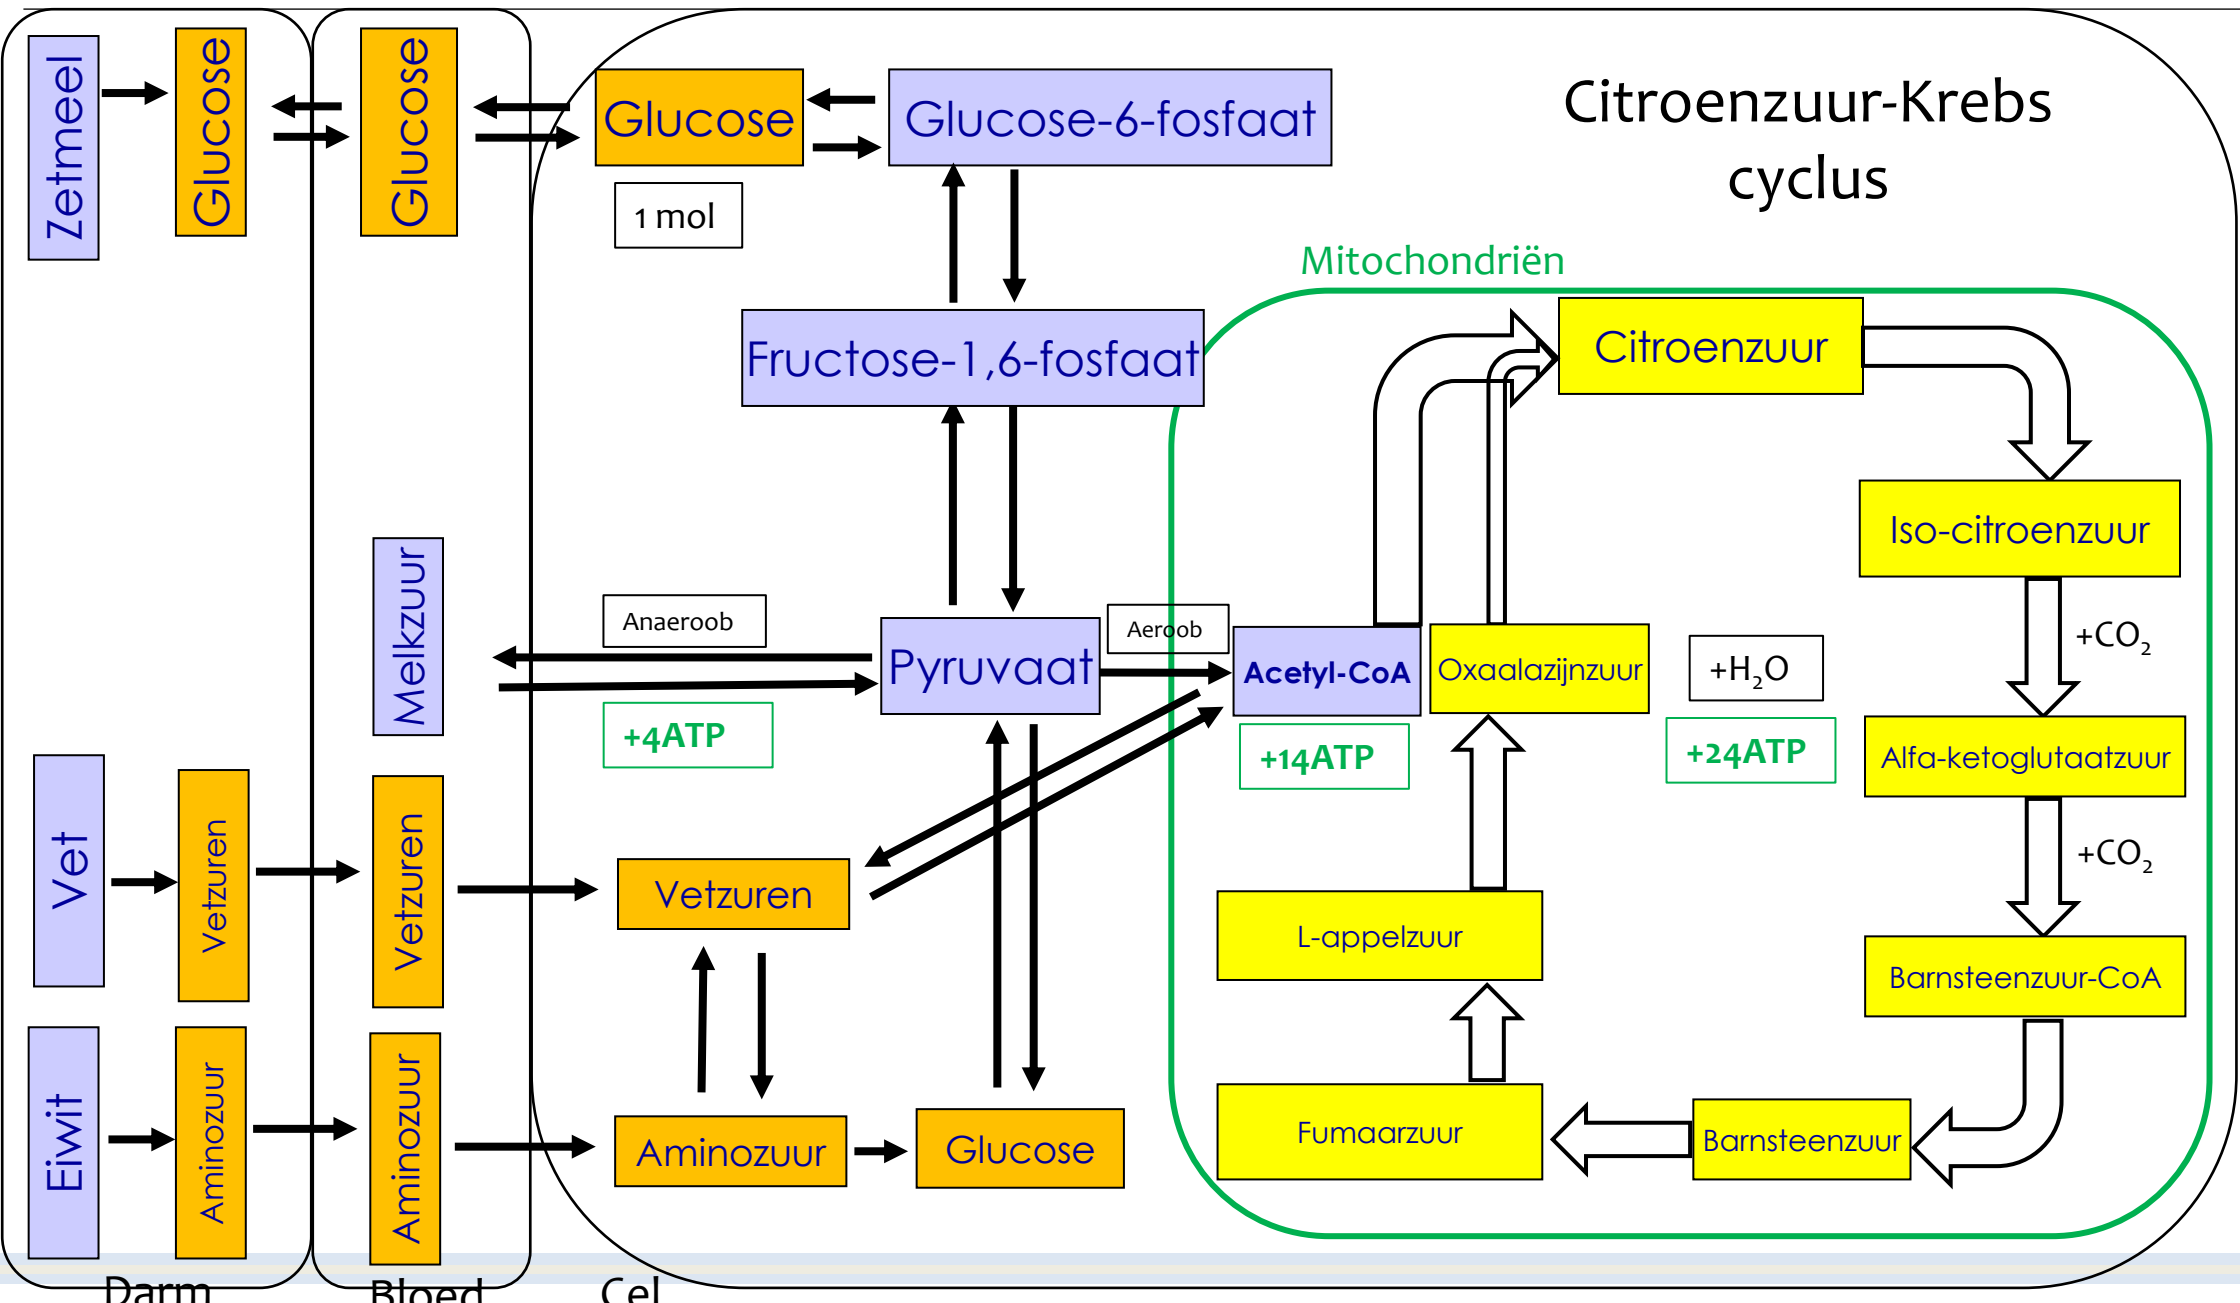 Citroenzuur-Krebs
cyclus
Zetmeel
Glucose
Glucose
Glucose
Glucose-6-fosfaat
1 mol
Mitochondriën
Fructose-1,6-fosfaat
Citroenzuur
Iso-citroenzuur
Melkzuur
Anaeroob
Pyruvaat
Aeroob
Acetyl-CoA
Oxaalazijnzuur
+H₂O
+CO₂
+4ATP
+14ATP
+24ATP
Alfa-ketoglutaatzuur
+CO₂
Vet
Vetzuren
Vetzuren
Vetzuren
L-appelzuur
Barnsteenzuur-CoA
Eiwit
Aminozuur
Aminozuur
Aminozuur
Glucose
Fumaarzuur
Barnsteenzuur
Darm
Bloed
Cel